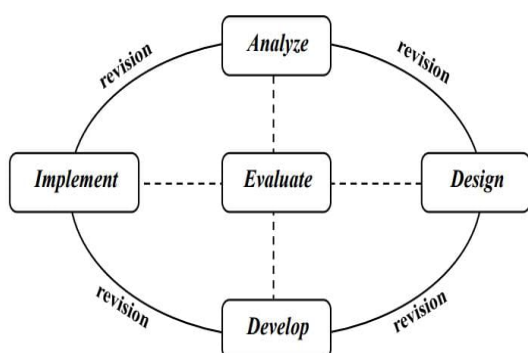 Analyze
revision
revision
Implement
Evaluate
Design
revision
revision
Develop